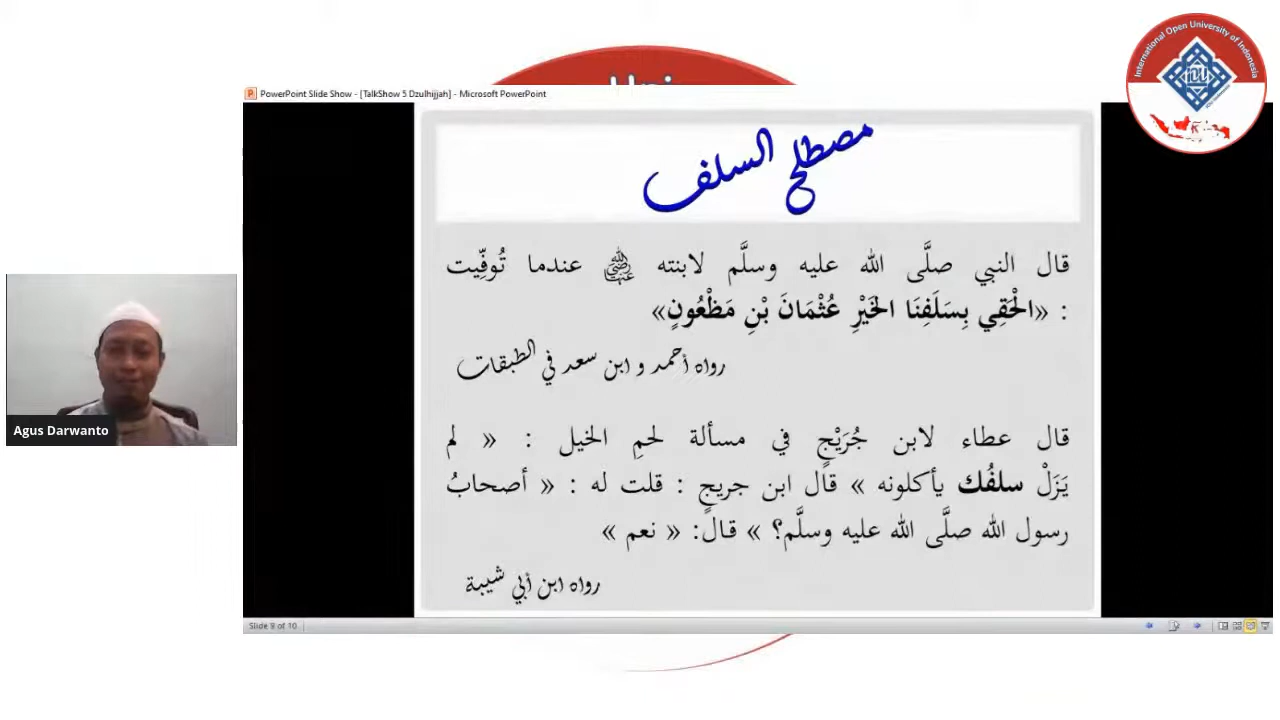 International Open University of Indonesia
Uni
PowerPoint Slide Show - [TalkShow 5 Dzulhijjah] - Microsoft PowerPoint
مصطلح السلف
قال النبي صلَّى الله عليه وسلَّم لابنته ﵂ عندما تُوفِّيت
: «الْحَقِي بِسَلَفِنَا الخَيْرِ عُثْمَانَ بْنِ مَظْعُونٍ»
رواه أحمد و ابن سعد في الطبقات
قال عطاء لابن جُرَيْجٍ في مسألة لحمِ الخيل : « لم
يَزَلْ سلفُك يأكلونه » قال ابن جريجٍ : قلت له : « أصحابُ
رسول الله صلَّى الله عليه وسلَّم؟ » قال: « نعم »
رواه ابن أبي شيبة
Agus Darwanto
Slide 9 of 10